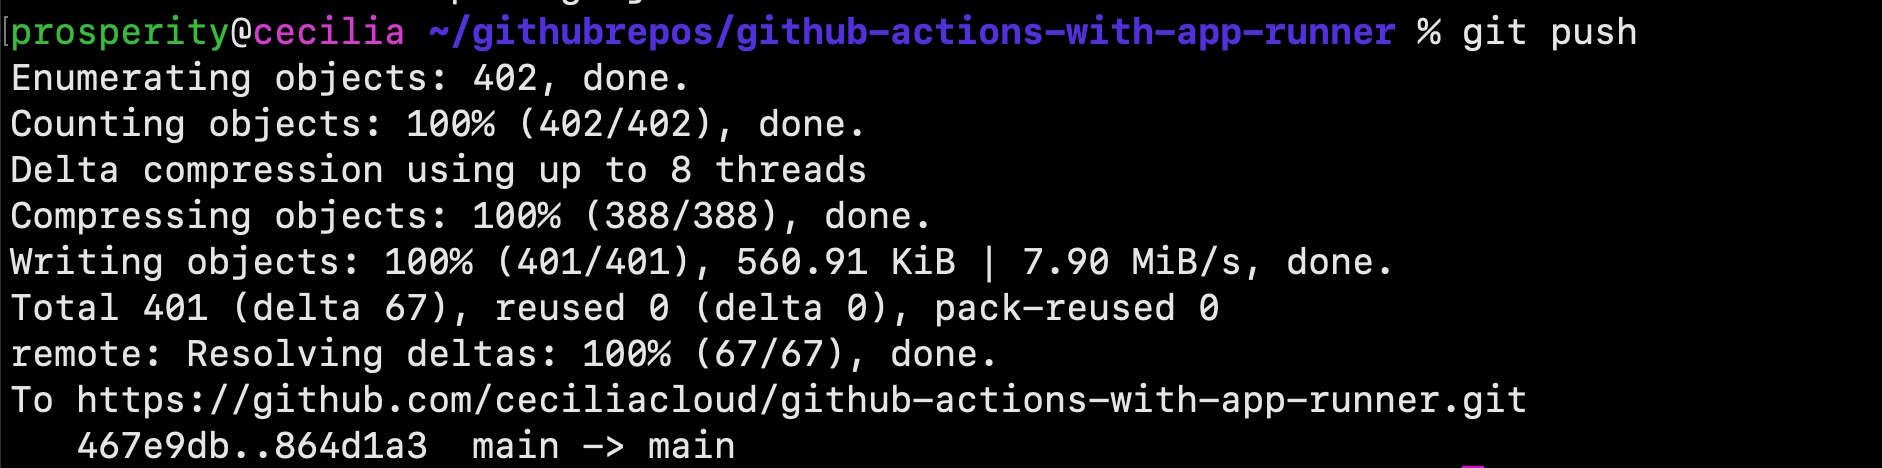 prosperity@cecilia ~/githubrepos/github-actions-with-app-runner % git push
Enumerating objects: 402, done.
Counting objects: 100% (402/402), done.
Delta compression using up to 8 threads
Compressing objects: 100% (388/388), done.
Writing objects: 100% (401/401), 560.91 KiB | 7.90 MiB/s, done.
Total 401 (delta 67), reused 0 (delta 0), pack-reused 0
remote: Resolving deltas: 100% (67/67), done.
To https://github.com/ceciliacloud/github-actions-with-app-runner.git
   467e9db..864d1a3  main -> main